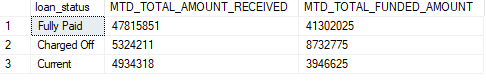 loan_status MTD_TOTAL_AMOUNT_RECEIVED MTD_TOTAL_FUNDED_AMOUNT
1 Fully Paid 47815851 41302025
2 Charged Off 5324211 8732775
3 Current 4934318 3946625